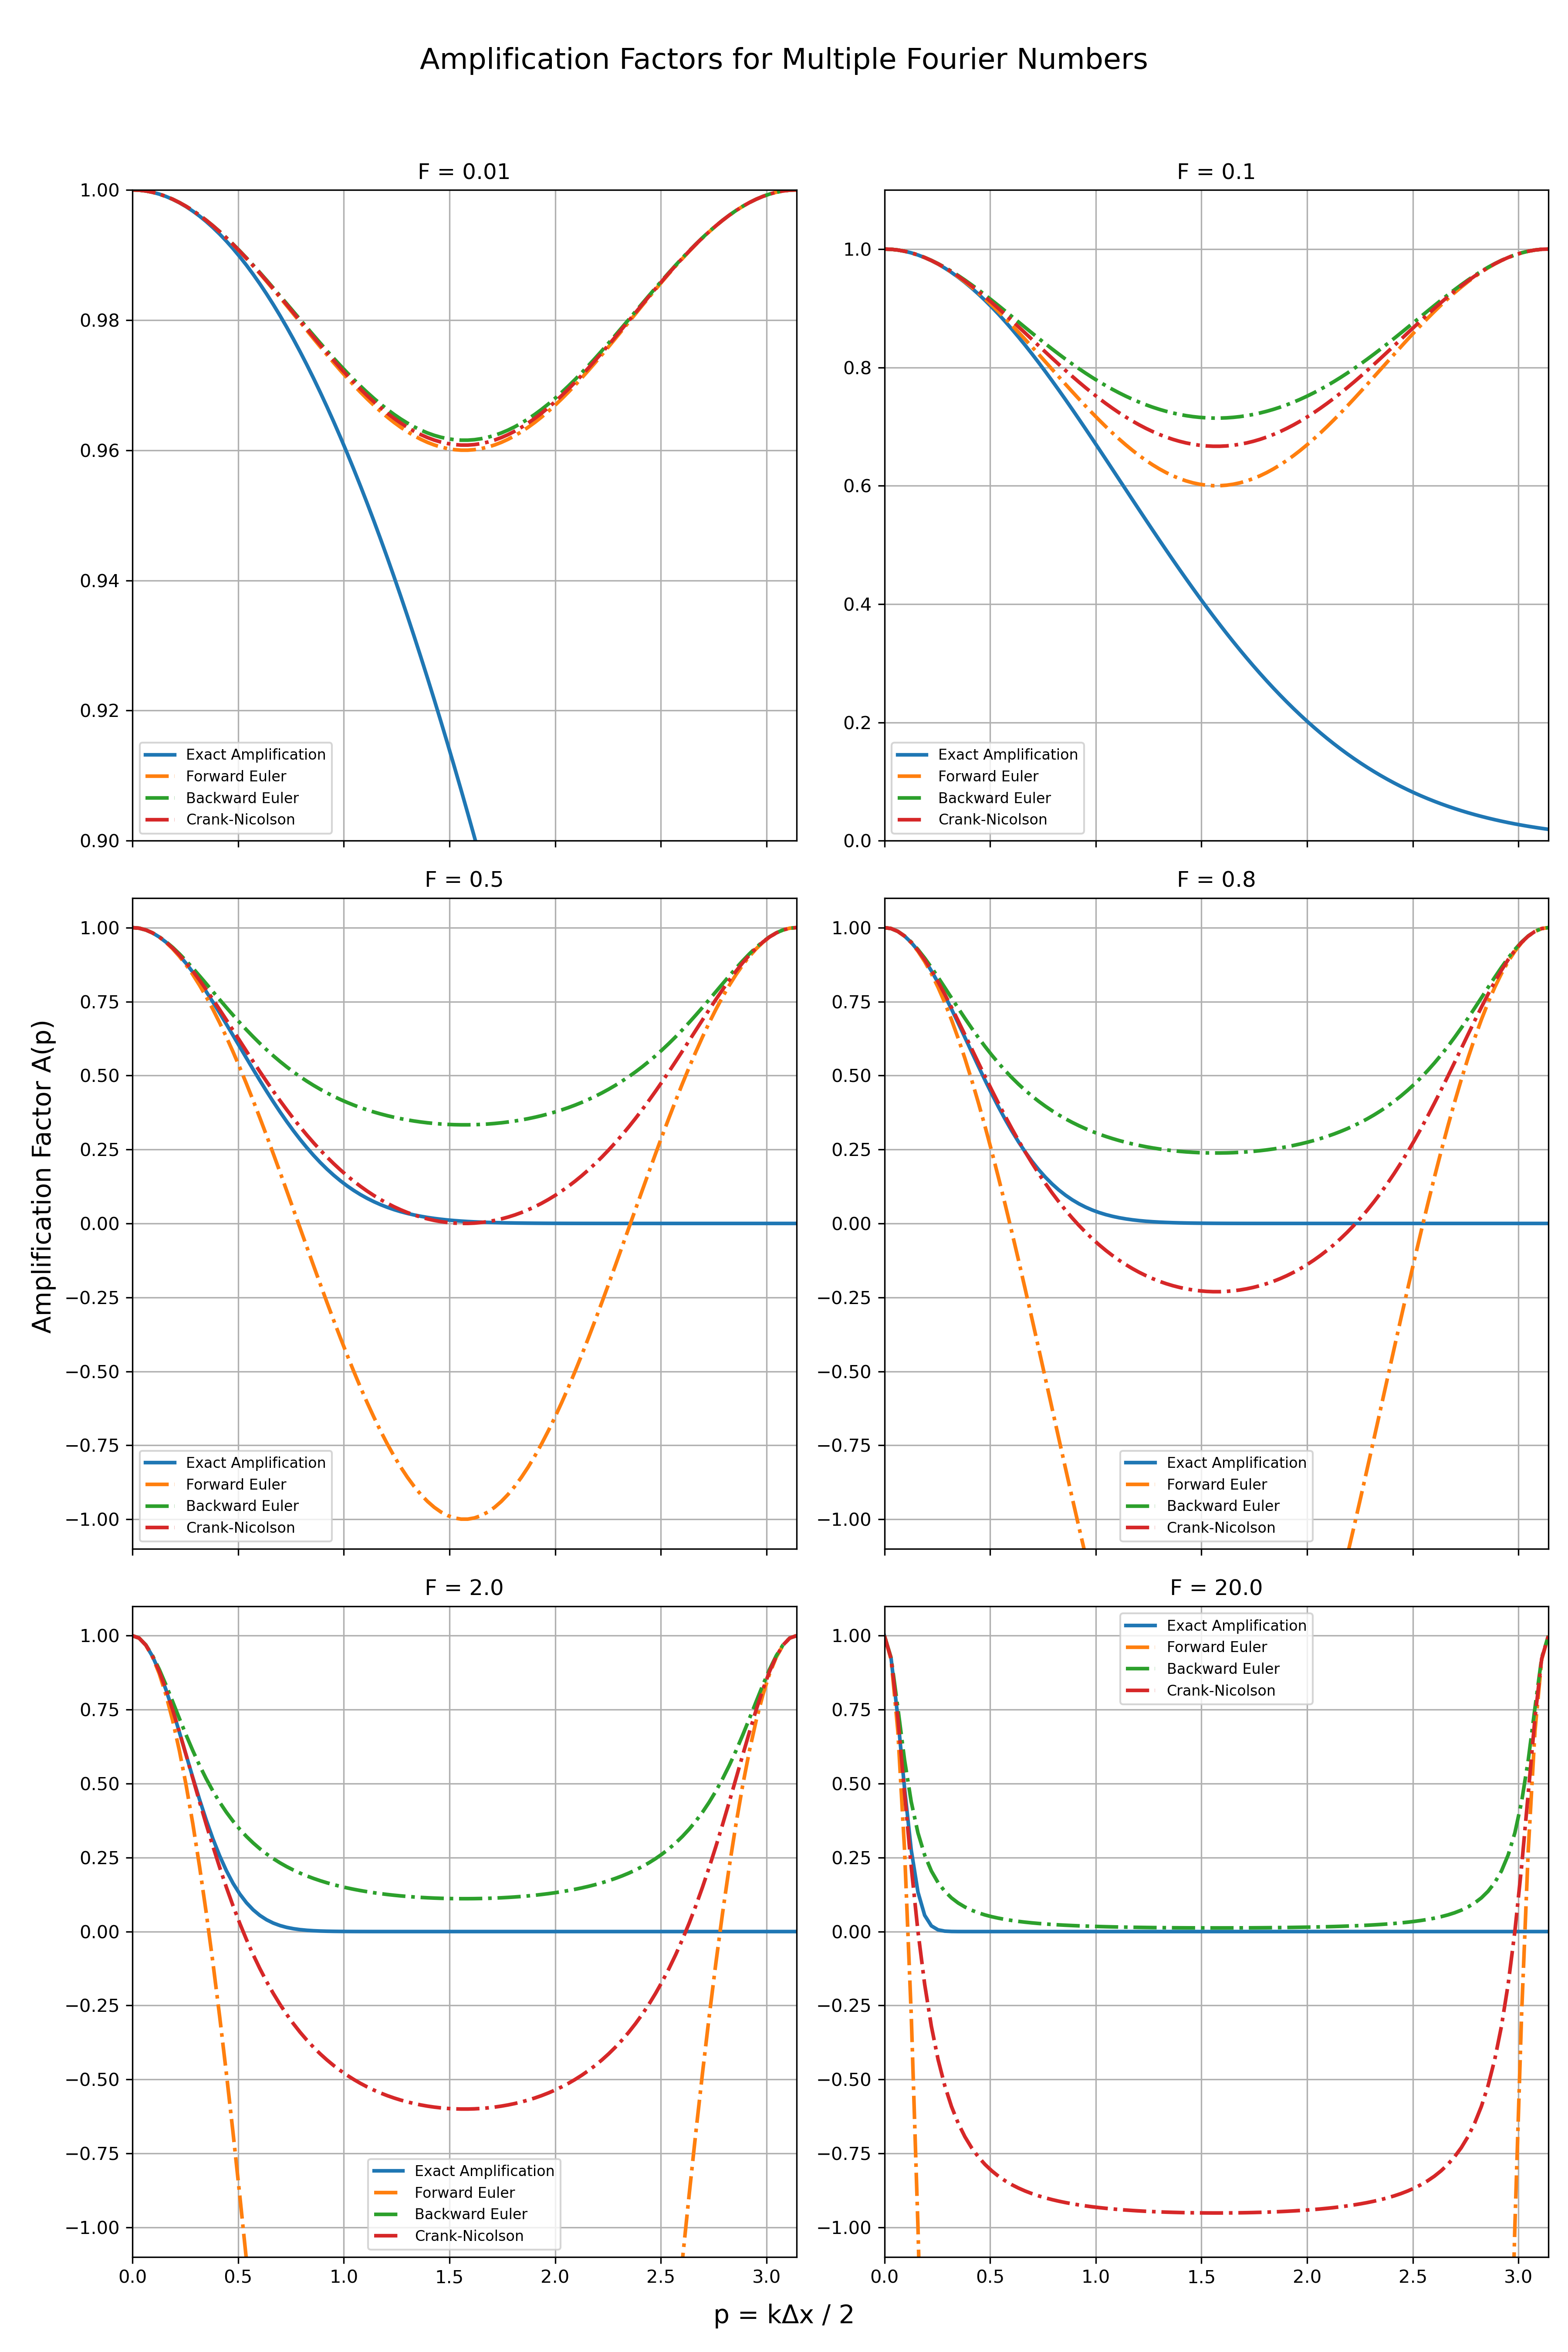 Amplification Factors for Multiple Fourier Numbers
F = 0.01
1.00
0.98
0.96
0.94
0.92
0.90
Exact Amplification
Forward Euler
Backward Euler
Crank-Nicolson
F = 0.1
1.0
0.8
0.6
0.4
0.2
0.0
Exact Amplification
Forward Euler
Backward Euler
Crank-Nicolson
Amplification Factor A(p)
F = 0.5
1.00
0.75
0.50
0.25
0.00
−0.25
−0.50
−0.75
−1.00
Exact Amplification
Forward Euler
Backward Euler
Crank-Nicolson
F = 0.8
1.00
0.75
0.50
0.25
0.00
−0.25
−0.50
−0.75
−1.00
Exact Amplification
Forward Euler
Backward Euler
Crank-Nicolson
F = 2.0
1.00
0.75
0.50
0.25
0.00
−0.25
−0.50
−0.75
−1.00
Exact Amplification
Forward Euler
Backward Euler
Crank-Nicolson
0.0 0.5 1.0 1.5 2.0 2.5 3.0
F = 20.0
1.00
0.75
0.50
0.25
0.00
−0.25
−0.50
−0.75
−1.00
Exact Amplification
Forward Euler
Backward Euler
Crank-Nicolson
0.0 0.5 1.0 1.5 2.0 2.5 3.0
p = kΔx / 2